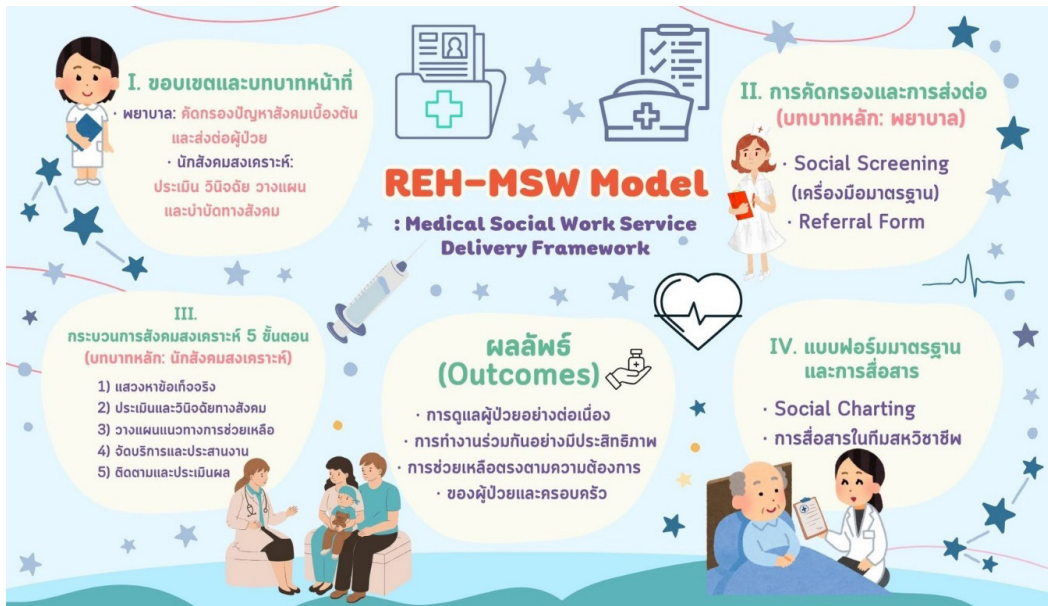 I. ขอบเขตและบทบาทหน้าที่
· พยาบาล: คัดกรองปัญหาสังคมเบื้องต้น
และส่งต่อผู้ป่วย
· นักสังคมสงเคราะห์:
ประเมิน วินิจฉัย วางแผน
และบำบัดทางสังคม
REH-MSW Model
: Medical Social Work Service
Delivery Framework
II. การคัดกรองและการส่งต่อ
(บทบาทหลัก: พยาบาล)
· Social Screening
(เครื่องมือมาตรฐาน)
· Referral Form
III.
กระบวนการสังคมสงเคราะห์ 5 ขั้นตอน
(บทบาทหลัก: นักสังคมสงเคราะห์)
1) แสวงหาข้อเท็จจริง
2) ประเมินและวินิจฉัยทางสังคม
3) วางแผนแนวทางการช่วยเหลือ
4) จัดบริการและประสานงาน
5) ติดตามและประเมินผล
ผลลัพธ์
(Outcomes)
· การดูแลผู้ป่วยอย่างต่อเนื่อง
· การทำงานร่วมกันอย่างมีประสิทธิภาพ
· การช่วยเหลือตรงตามความต้องการ
· ของผู้ป่วยและครอบครัว
IV. แบบฟอร์มมาตรฐาน
และการสื่อสาร
· Social Charting
· การสื่อสารในทีมสหวิชาชีพ